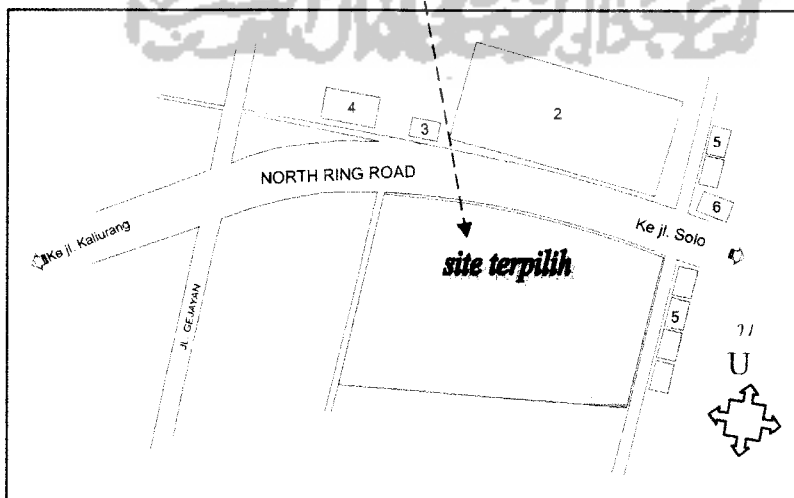 4
2
3
5
6
NORTH RING ROAD
Ke jl. Kaliurang
Ke jl. Solo
site terpilih
JL. GEJAYAN
5
U